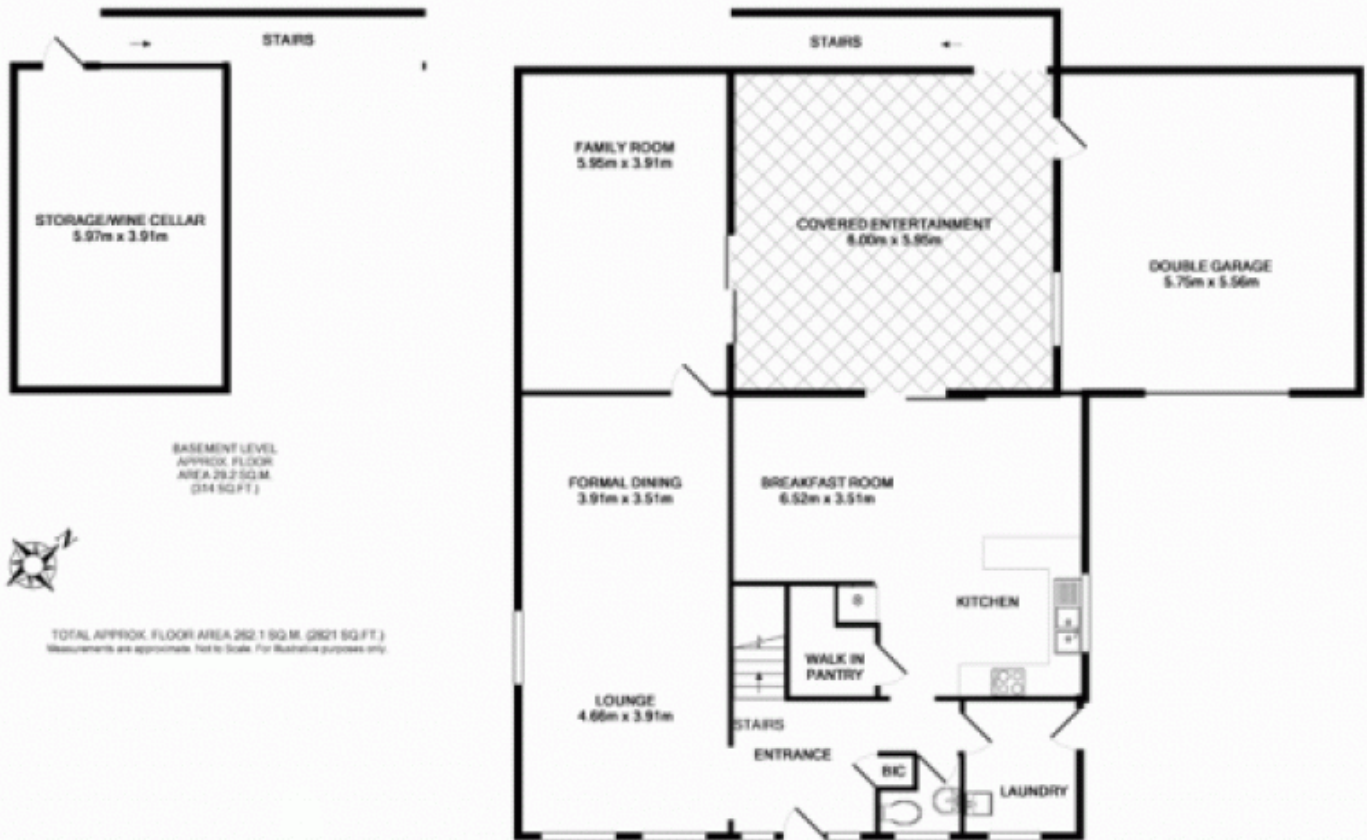 STAIRS
STORAGE/WINE CELLAR
5.97m x 3.91m
BASEMENT LEVEL
APPROX. FLOOR
AREA 29.2 SQ.M.
(314 SQ.FT.)
N
TOTAL APPROX. FLOOR AREA 262.1 SQ.M. (2821 SQ.FT.)
Measurements are approximate. Not to Scale. For illustrative purposes only.
STAIRS
FAMILY ROOM
5.95m x 3.91m
COVERED ENTERTAINMENT
6.00m x 5.95m
DOUBLE GARAGE
5.75m x 5.56m
FORMAL DINING
3.91m x 3.51m
BREAKFAST ROOM
6.52m x 3.51m
KITCHEN
WALK IN
PANTRY
LOUNGE
4.66m x 3.91m
STAIRS
ENTRANCE
BIC
LAUNDRY